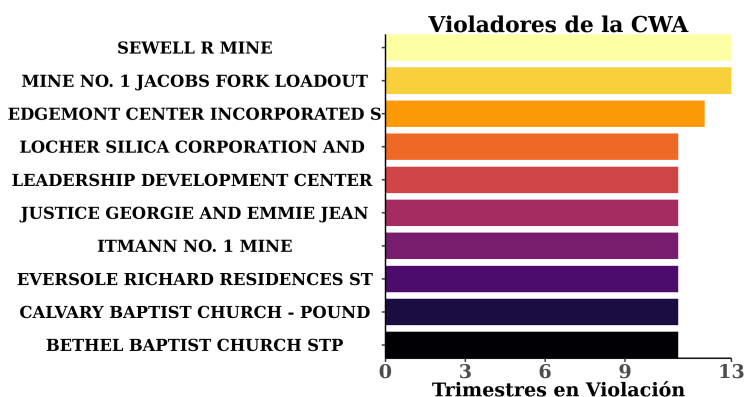 Violadores de la CWA
SEWELL R MINE
MINE NO. 1 JACOBS FORK LOADOUT
EDGEMONT CENTER INCORPORATED S
LOCHER SILICA CORPORATION AND
LEADERSHIP DEVELOPMENT CENTER
JUSTICE GEORGIE AND EMMIE JEAN
ITMANN NO. 1 MINE
EVERSOLE RICHARD RESIDENCES ST
CALVARY BAPTIST CHURCH - POUND
BETHEL BAPTIST CHURCH STP
0 3 6 9 13
Trimestres en Violación